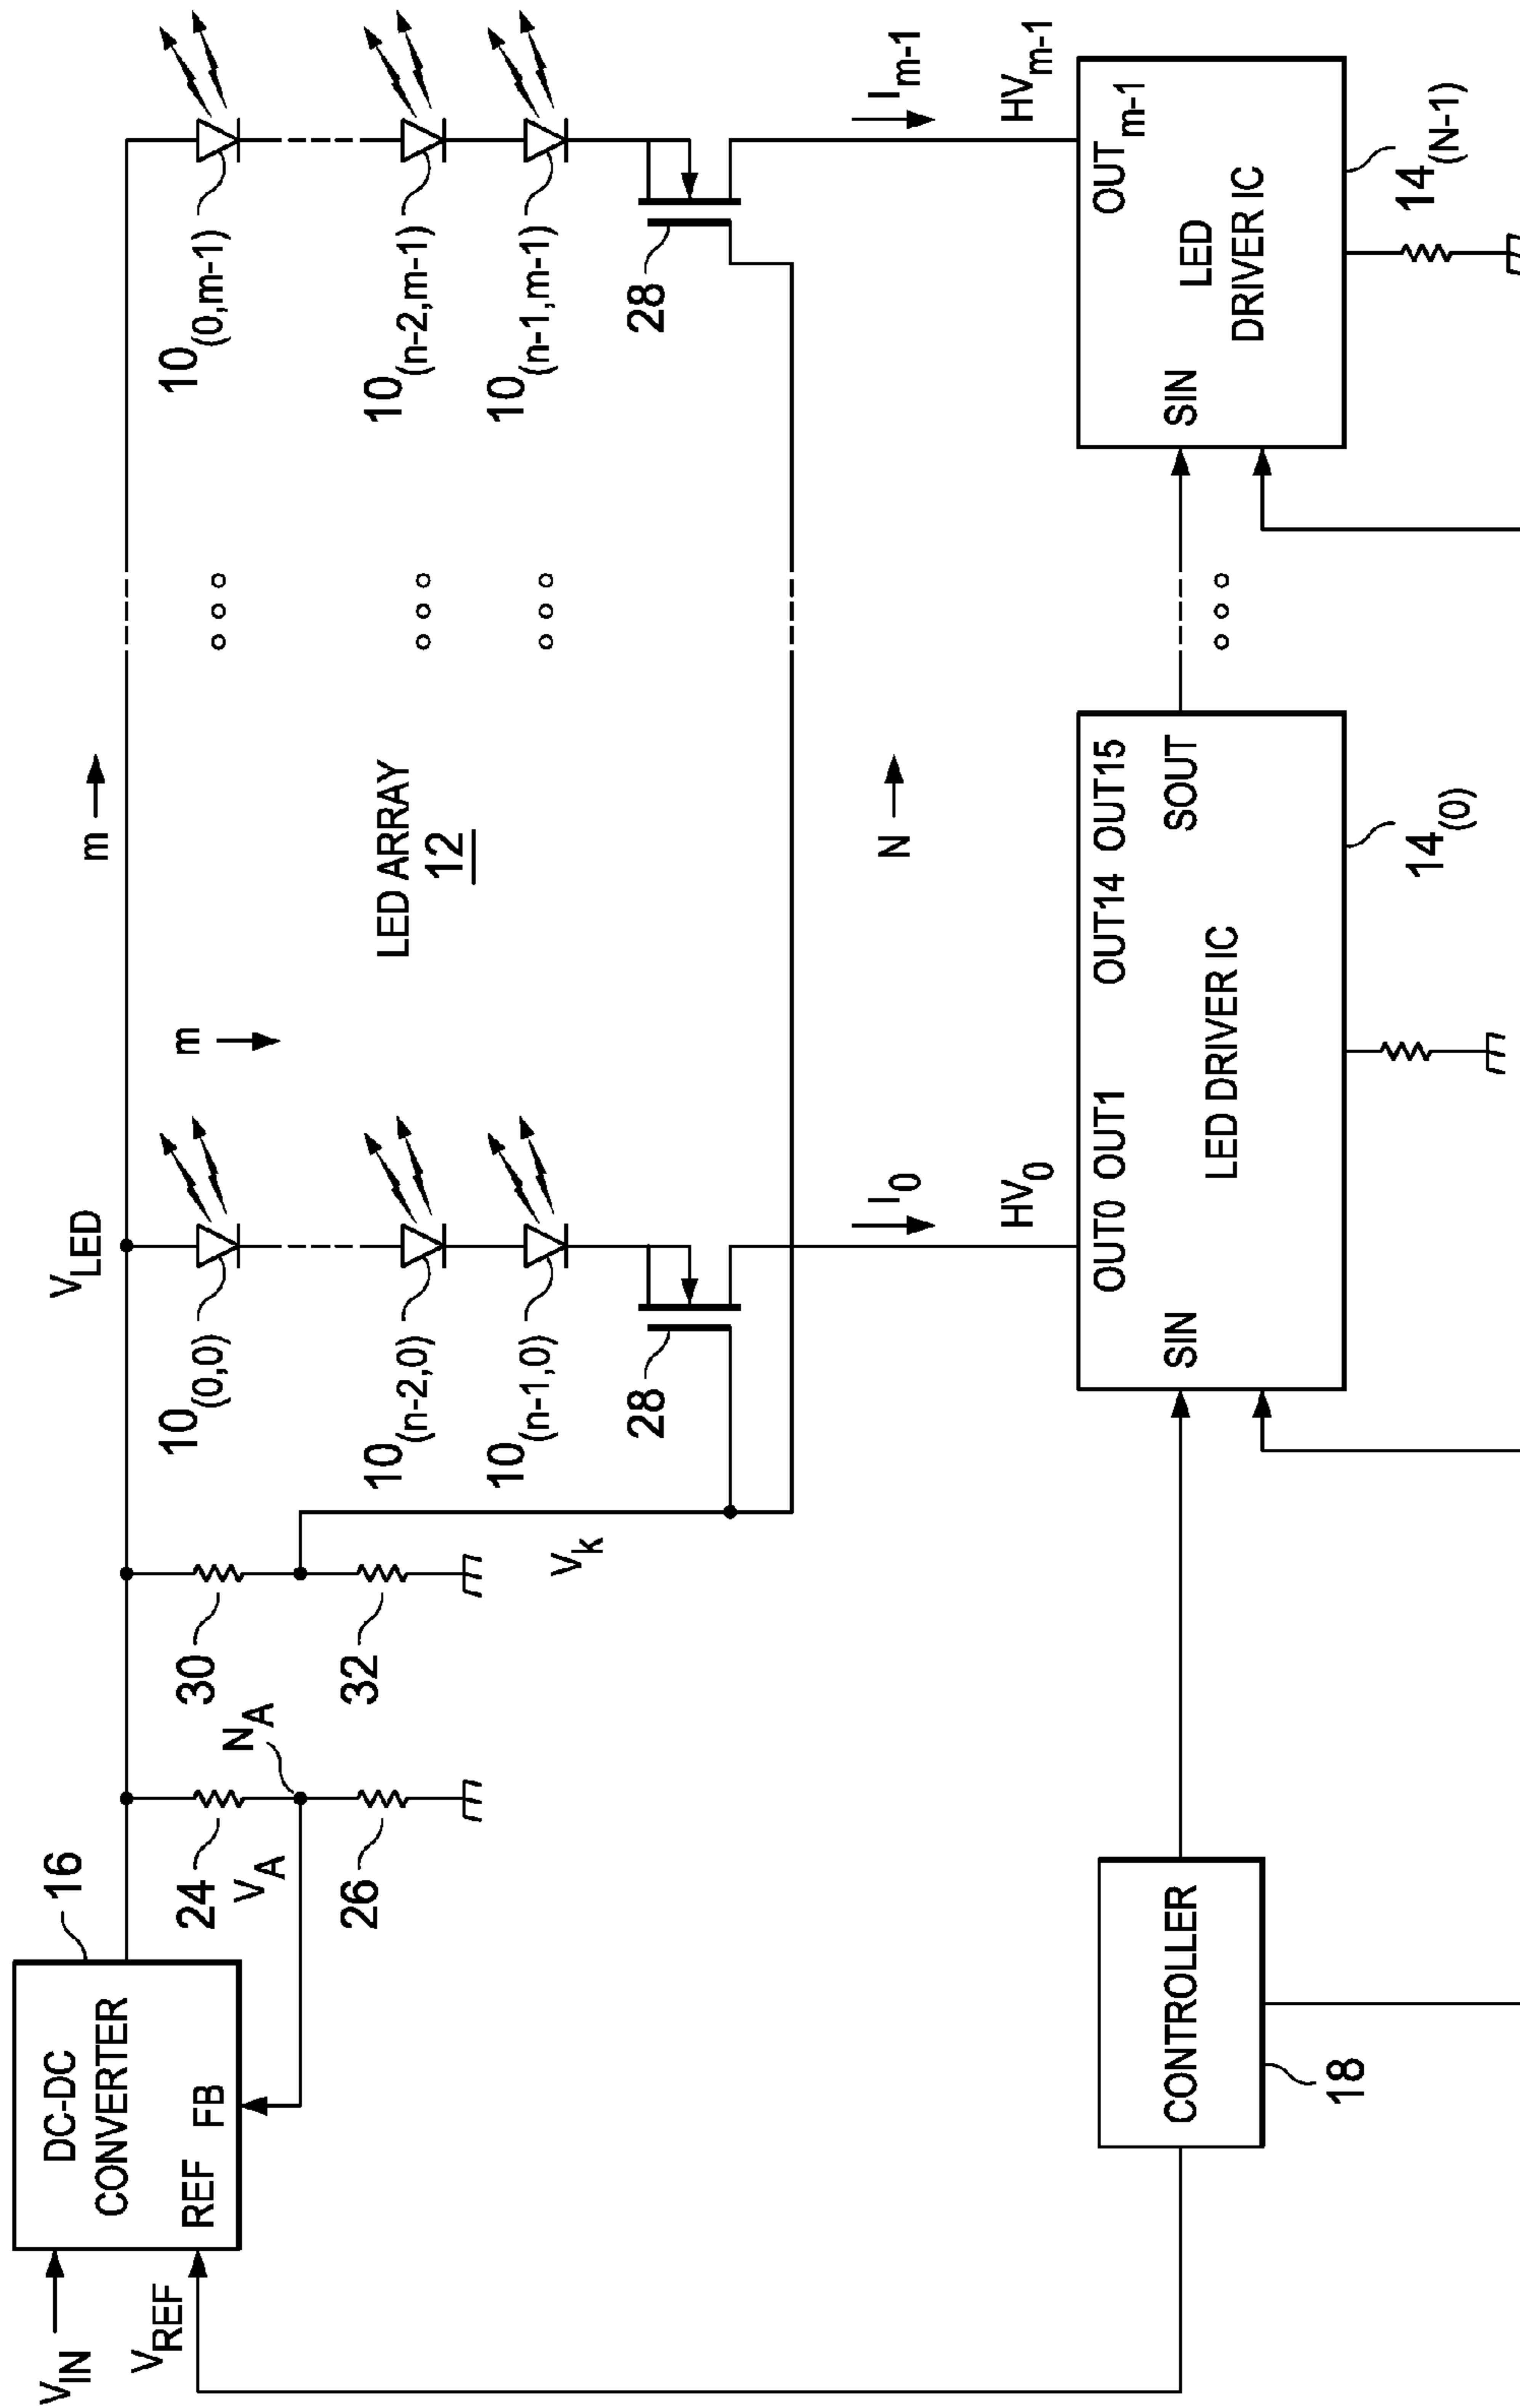 V_IN
V_REF
DC-DC
CONVERTER
REF FB
16
V_LED
m
24
V_A
N_A
26
30
32
V_k
10_(0,0)
10_(n-2,0)
10_(n-1,0)
28
m
LED ARRAY
12
10_(0,m-1)
10_(n-2,m-1)
10_(n-1,m-1)
28
I_0
HV_0
N
I_m-1
HV_m-1
CONTROLLER
18
OUT0 OUT1 OUT14 OUT15
SIN SOUT
LED DRIVER IC
14_(0)
OUT_m-1
SIN
LED
DRIVER IC
14_(N-1)